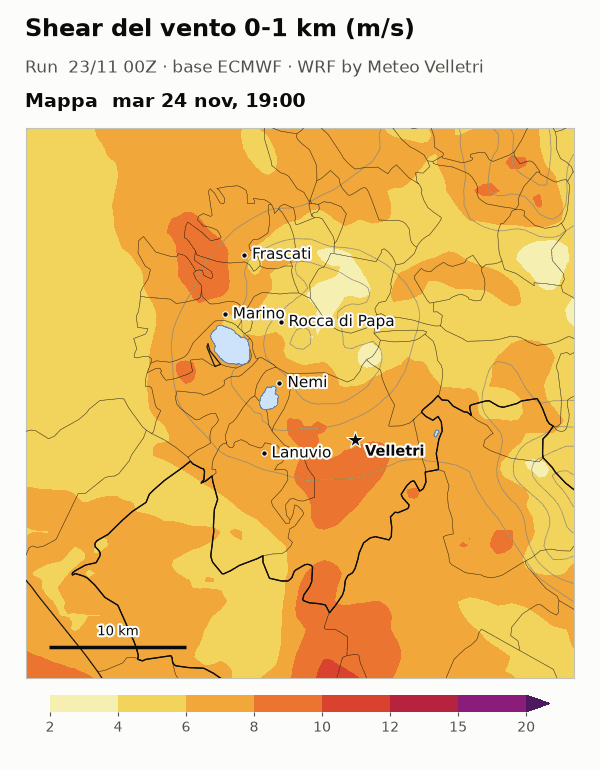 Shear del vento 0-1 km (m/s)
Run  23/11 00Z · base ECMWF · WRF by Meteo Velletri
Mappa  mar 24 nov, 19:00
Frascati
Marino
Rocca di Papa
Nemi
Velletri
Lanuvio
10 km
2 4 6 8 10 12 15 20